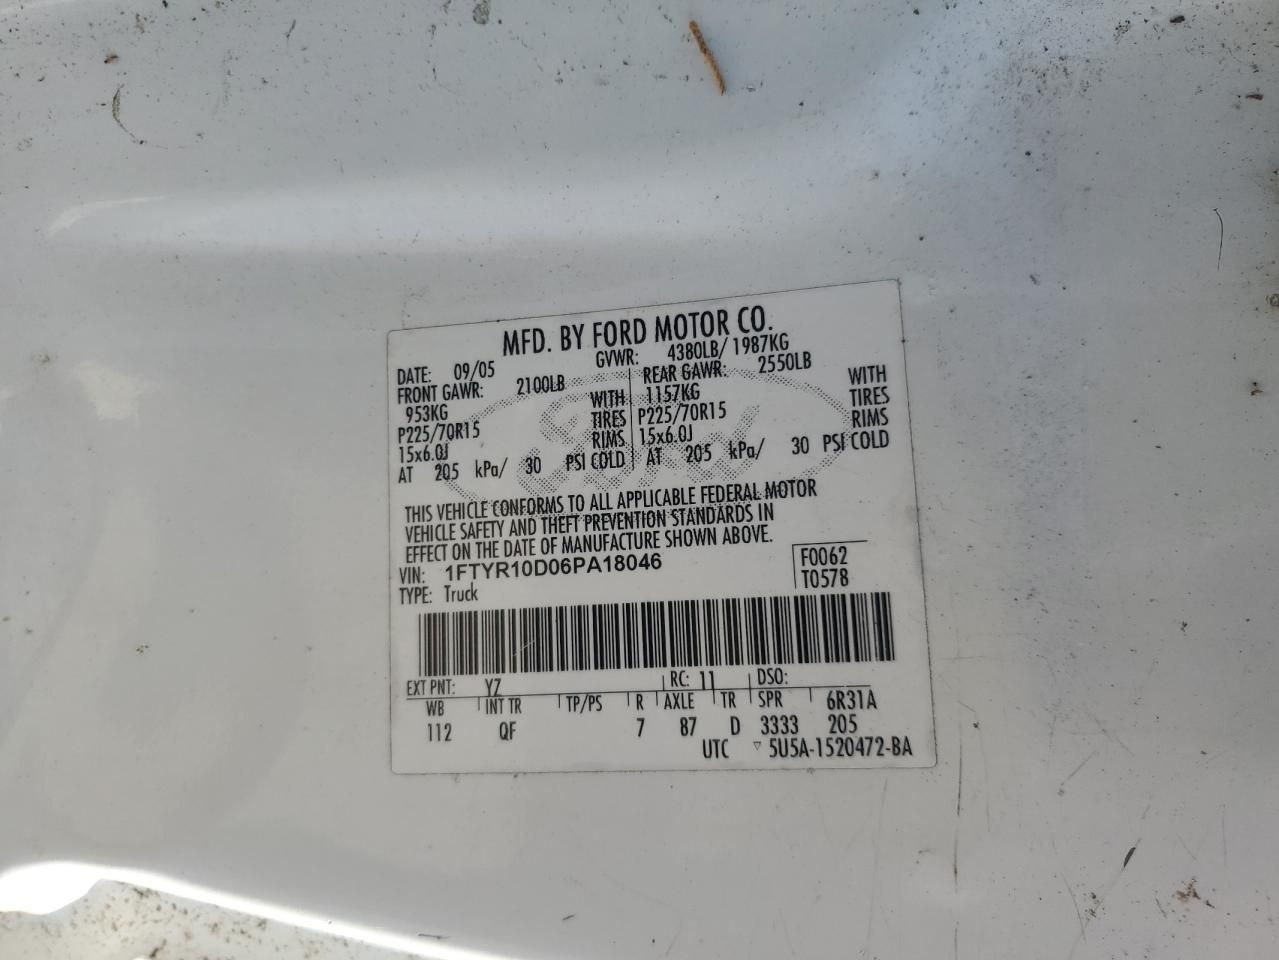 MFD. BY FORD MOTOR CO.
DATE: 09/05 GVWR: 4380LB/ 1987KG
FRONT GAWR: 2100LB REAR GAWR: 2550LB
953KG WITH 1157KG WITH
P225/70R15 TIRES P225/70R15 TIRES
15x6.0J RIMS 15x6.0J RIMS
AT 205 kPa/ 30 PSI COLD AT 205 kPa/ 30 PSI COLD
THIS VEHICLE CONFORMS TO ALL APPLICABLE FEDERAL MOTOR
VEHICLE SAFETY AND THEFT PREVENTION STANDARDS IN
EFFECT ON THE DATE OF MANUFACTURE SHOWN ABOVE.
VIN: 1FTYR10D06PA18046 F0062
TYPE: Truck T0578
EXT PNT: YZ RC: 11 DSO:
WB INT TR TP/PS R AXLE TR SPR 6R31A
112 QF 7 87 D 3333 205
UTC ▽ 5U5A-1520472-BA